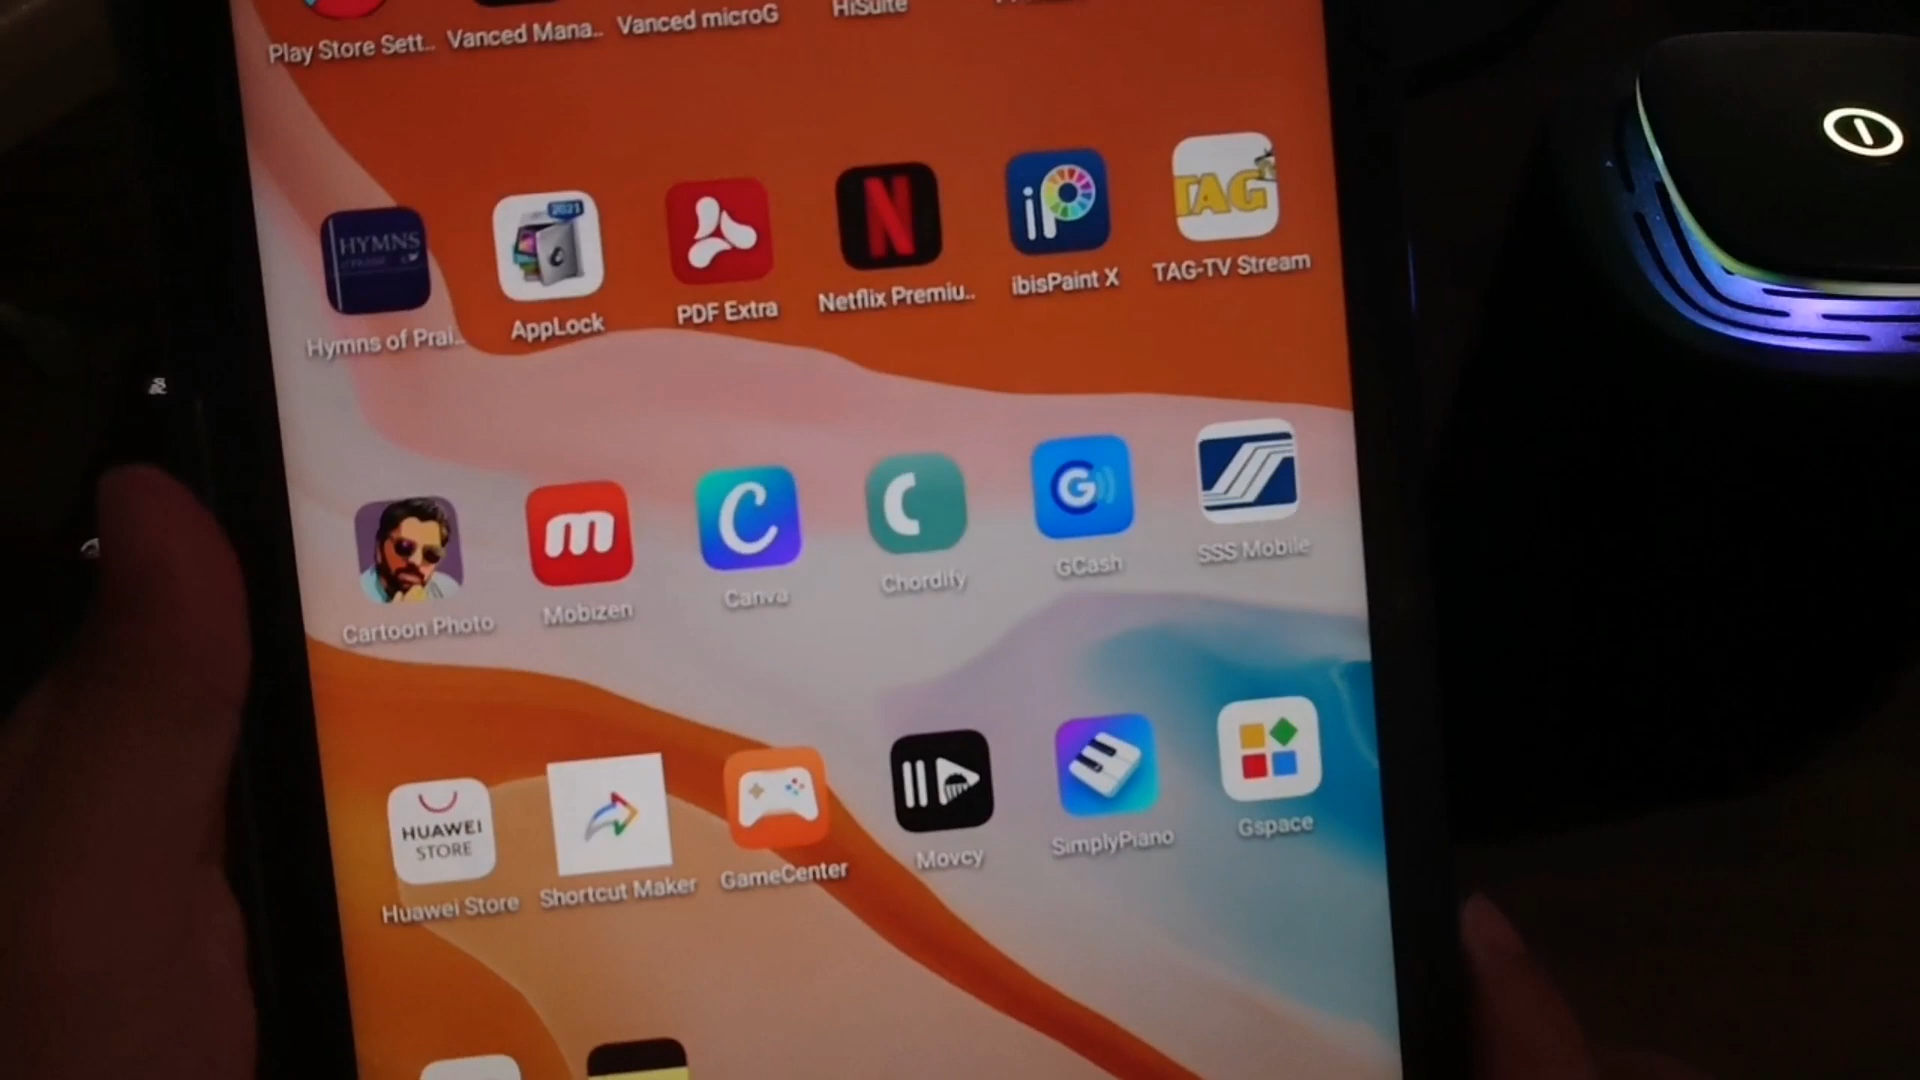 Play Store Sett..
Vanced Mana..
Vanced microG
HiSuite
HYMNS
2021
N
iP
TAG
Hymns of Prai..
AppLock
PDF Extra
Netflix Premiu..
ibisPaint X
TAG-TV Stream
m
C
C
G
Cartoon Photo
Mobizen
Canva
Chordify
GCash
SSS Mobile
HUAWEI
STORE
Huawei Store
Shortcut Maker
GameCenter
Movcy
SimplyPiano
Gspace